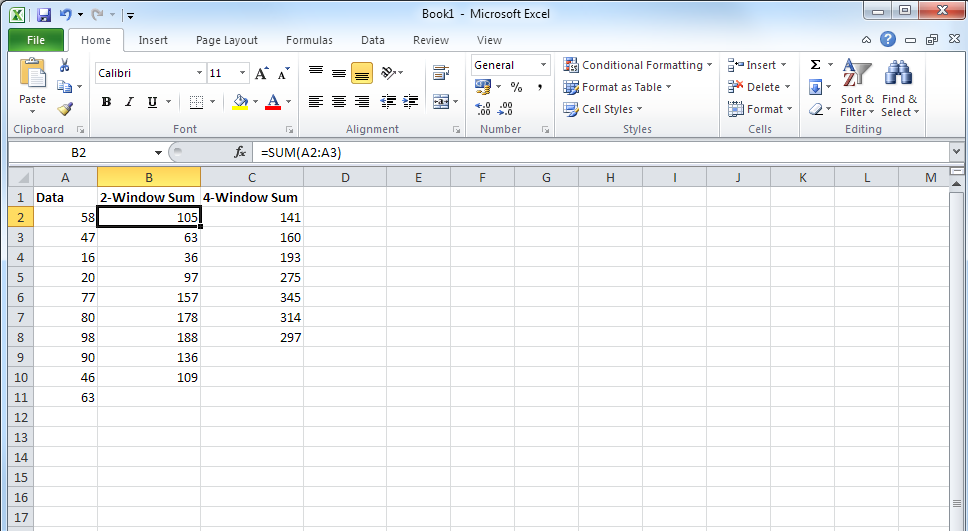 Book1 - Microsoft Excel
File Home Insert Page Layout Formulas Data Review View
Calibri 11 A A General Conditional Formatting Insert Σ
Paste Format as Table Delete Sort & Find &
B I U A % , Cell Styles Format Filter Select
Clipboard Font Alignment Number Styles Cells Editing
B2 fx =SUM(A2:A3)
A B C D E F G H I J K L M
1 Data 2-Window Sum 4-Window Sum
2 58 105 141
3 47 63 160
4 16 36 193
5 20 97 275
6 77 157 345
7 80 178 314
8 98 188 297
9 90 136
10 46 109
11 63
12
13
14
15
16
17